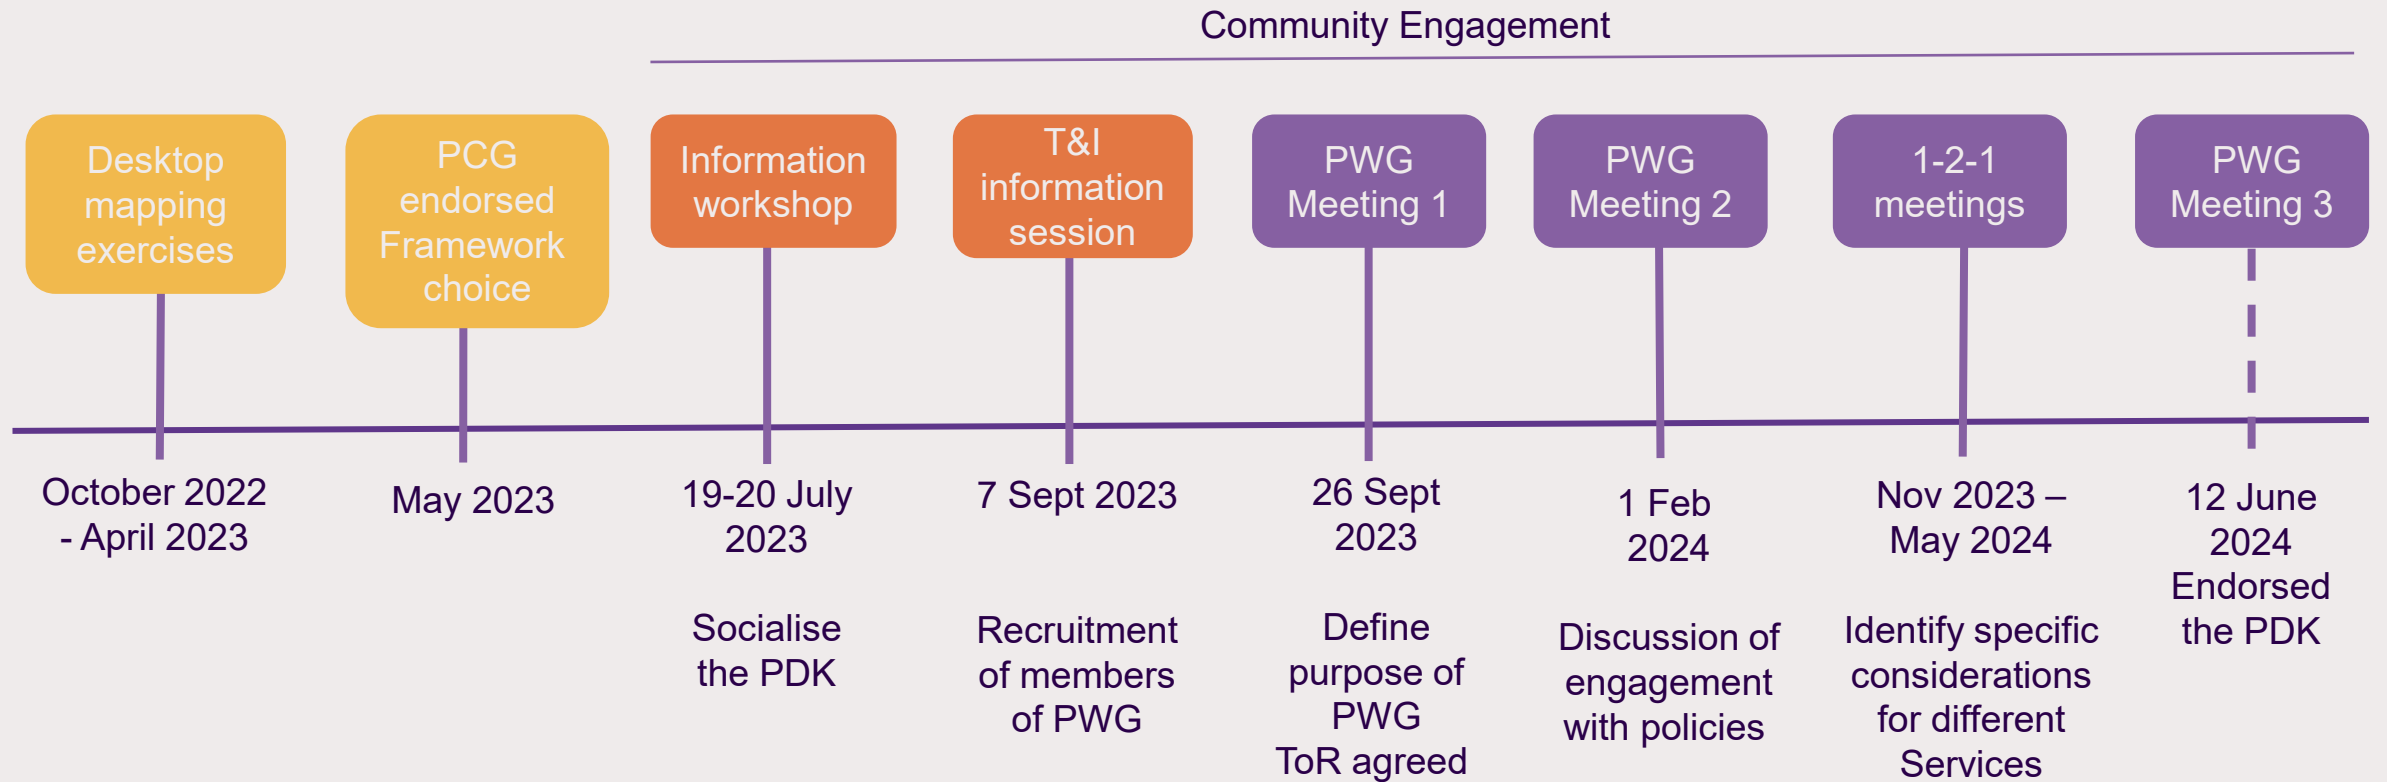 Community Engagement
Desktop
mapping
exercises
PCG
endorsed
Framework
choice
Information
workshop
T&I
information
session
PWG
Meeting 1
PWG
Meeting 2
1-2-1
meetings
PWG
Meeting 3
October 2022
- April 2023
May 2023
19-20 July
2023
Socialise
the PDK
7 Sept 2023
Recruitment
of members
of PWG
26 Sept
2023
Define
purpose of
PWG
ToR agreed
1 Feb
2024
Discussion of
engagement
with policies
Nov 2023 –
May 2024
Identify specific
considerations
for different
Services
12 June
2024
Endorsed
the PDK